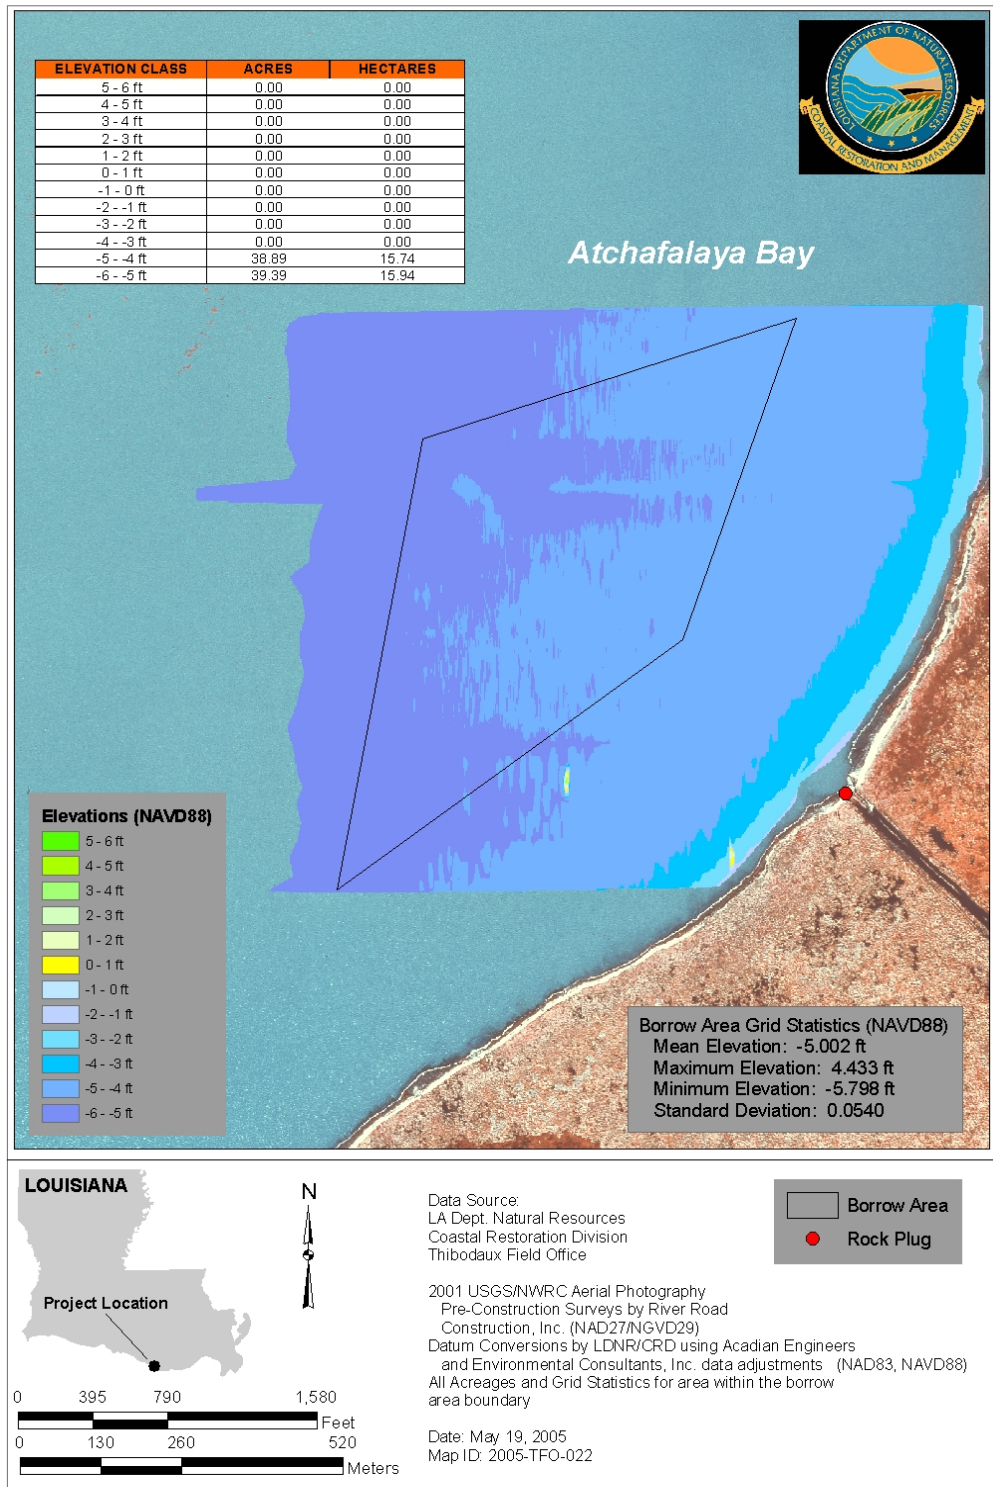 ELEVATION CLASS ACRES HECTARES
5 - 6 ft 0.00 0.00
4 - 5 ft 0.00 0.00
3 - 4 ft 0.00 0.00
2 - 3 ft 0.00 0.00
1 - 2 ft 0.00 0.00
0 - 1 ft 0.00 0.00
-1 - 0 ft 0.00 0.00
-2 - -1 ft 0.00 0.00
-3 - -2 ft 0.00 0.00
-4 - -3 ft 0.00 0.00
-5 - -4 ft 38.89 15.74
-6 - -5 ft 39.39 15.94
LOUISIANA DEPARTMENT OF NATURAL RESOURCES
COASTAL RESTORATION AND MANAGEMENT
Atchafalaya Bay
Elevations (NAVD88)
5 - 6 ft
4 - 5 ft
3 - 4 ft
2 - 3 ft
1 - 2 ft
0 - 1 ft
-1 - 0 ft
-2 - -1 ft
-3 - -2 ft
-4 - -3 ft
-5 - -4 ft
-6 - -5 ft
Borrow Area Grid Statistics (NAVD88)
Mean Elevation: -5.002 ft
Maximum Elevation: 4.433 ft
Minimum Elevation: -5.798 ft
Standard Deviation: 0.0540
LOUISIANA
Project Location
N
0 395 790 1,580
Feet
0 130 260 520
Meters
Data Source:
LA Dept. Natural Resources
Coastal Restoration Division
Thibodaux Field Office
2001 USGS/NWRC Aerial Photography
Pre-Construction Surveys by River Road
Construction, Inc. (NAD27/NGVD29)
Datum Conversions by LDNR/CRD using Acadian Engineers
and Environmental Consultants, Inc. data adjustments (NAD83, NAVD88)
All Acreages and Grid Statistics for area within the borrow
area boundary
Date: May 19, 2005
Map ID: 2005-TFO-022
Borrow Area
Rock Plug